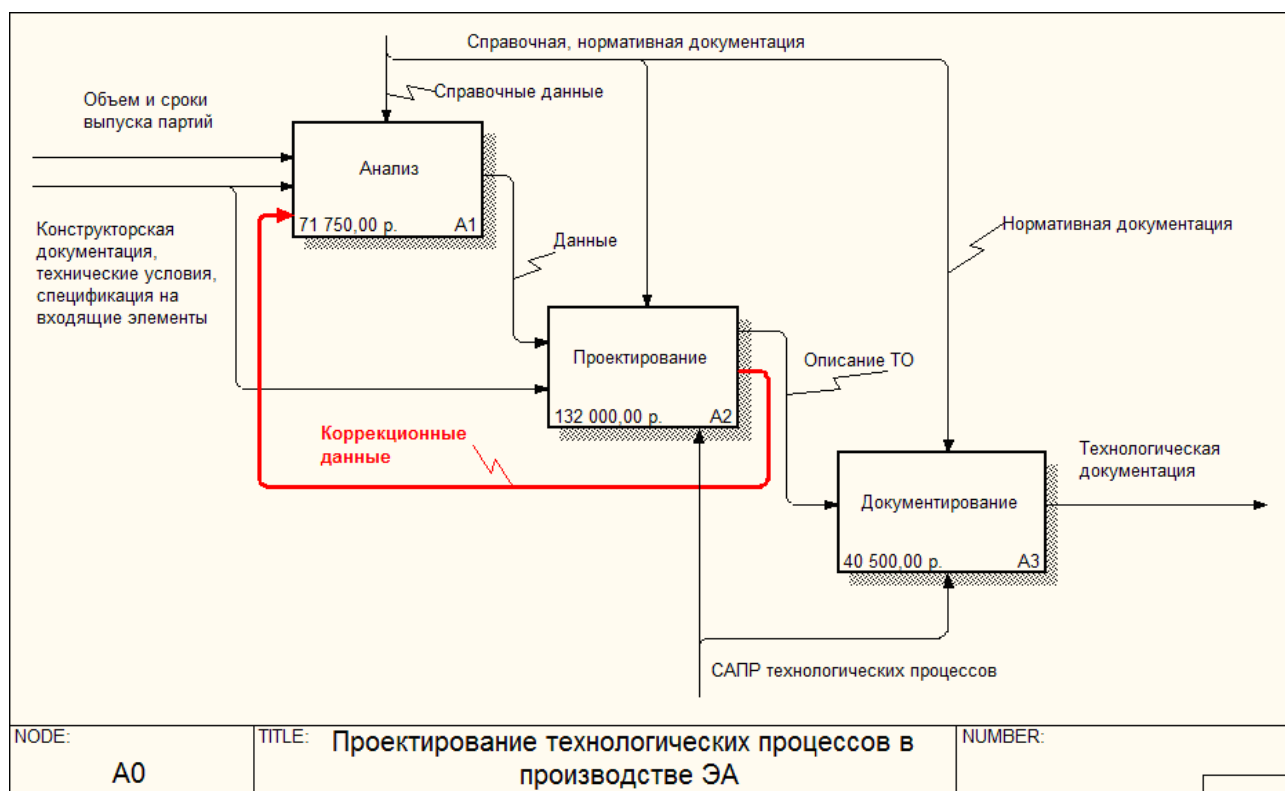 Справочная, нормативная документация
Справочные данные
Объем и сроки
выпуска партий
Анализ
71 750,00 р. A1
Конструкторская
документация,
технические условия,
спецификация на
входящие элементы
Данные
Нормативная документация
Проектирование
132 000,00 р. A2
Описание ТО
Коррекционные
данные
Технологическая
документация
Документирование
40 500,00 р. A3
САПР технологических процессов
NODE:
A0
TITLE:
Проектирование технологических процессов в
производстве ЭА
NUMBER: